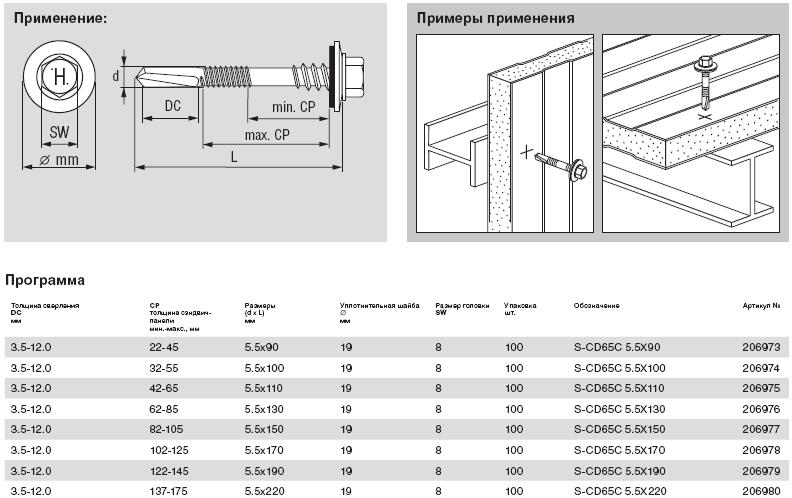 Применение:
Примеры применения
H.
d
DC
min. CP
SW
max. CP
L
Ø mm
Программа
Толщина сверления DC мм
CP толщина сэндвич-панели мин.-макс., мм
Размеры (d x L) мм
Уплотнительная шайба Ø мм
Размер головки SW
Упаковка шт.
Обозначение
Артикул №
3.5-12.0 22-45 5.5x90 19 8 100 S-CD65C 5.5X90 206973
3.5-12.0 32-55 5.5x100 19 8 100 S-CD65C 5.5X100 206974
3.5-12.0 42-65 5.5x110 19 8 100 S-CD65C 5.5X110 206975
3.5-12.0 62-85 5.5x130 19 8 100 S-CD65C 5.5X130 206976
3.5-12.0 82-105 5.5x150 19 8 100 S-CD65C 5.5X150 206977
3.5-12.0 102-125 5.5x170 19 8 100 S-CD65C 5.5X170 206978
3.5-12.0 122-145 5.5x190 19 8 100 S-CD65C 5.5X190 206979
3.5-12.0 137-175 5.5x220 19 8 100 S-CD65C 5.5X220 206980